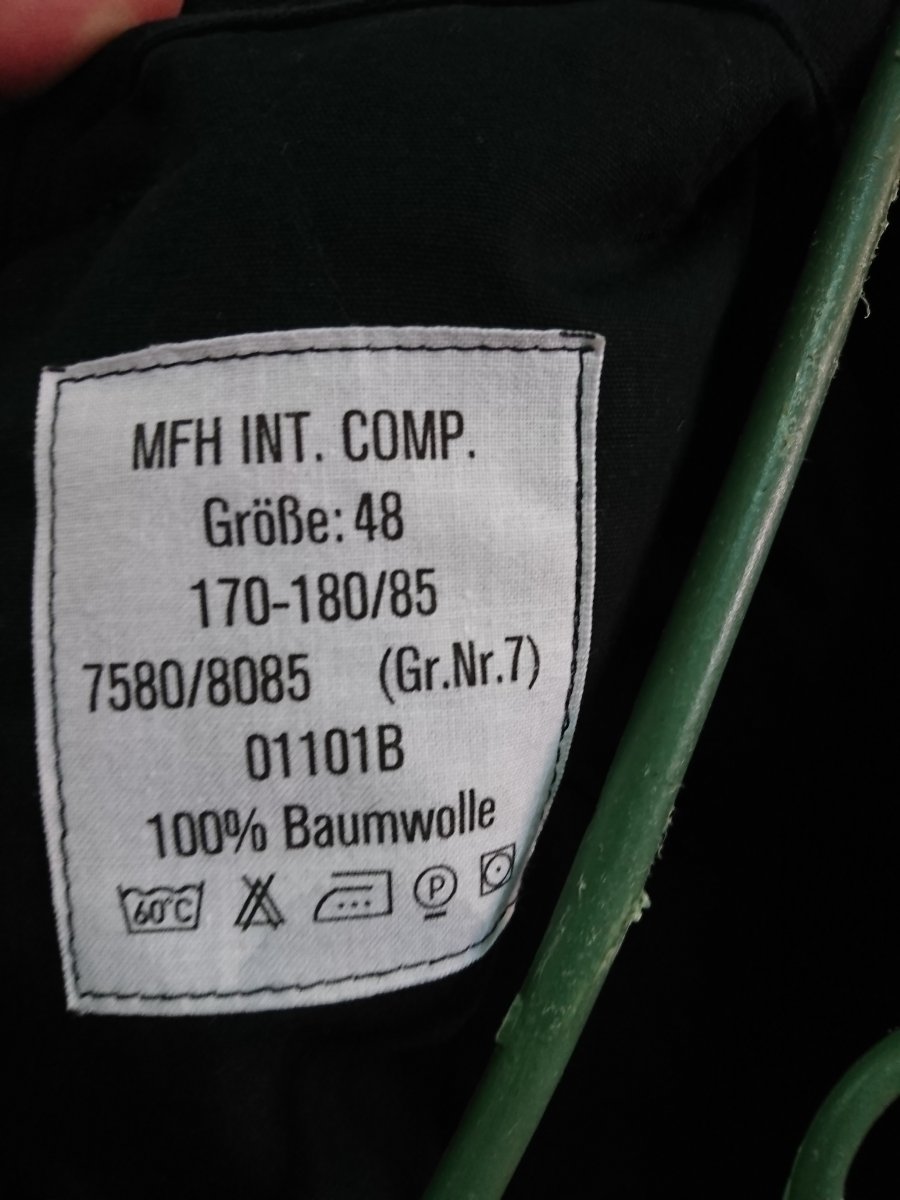 MFH INT. COMP.
Größe: 48
170-180/85
7580/8085 (Gr.Nr.7)
01101B
100% Baumwolle
60°C P